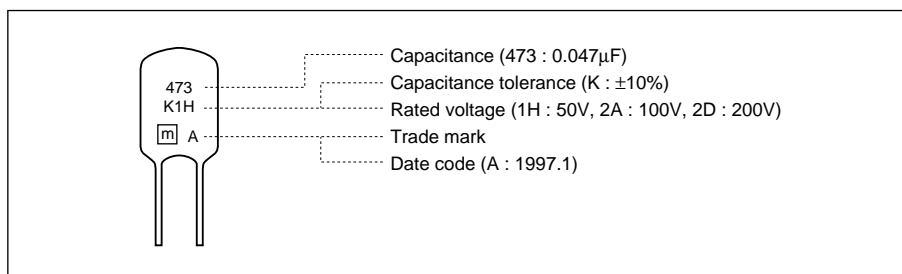 473
K1H
m A
Capacitance (473 : 0.047μF)
Capacitance tolerance (K : ±10%)
Rated voltage (1H : 50V, 2A : 100V, 2D : 200V)
Trade mark
Date code (A : 1997.1)